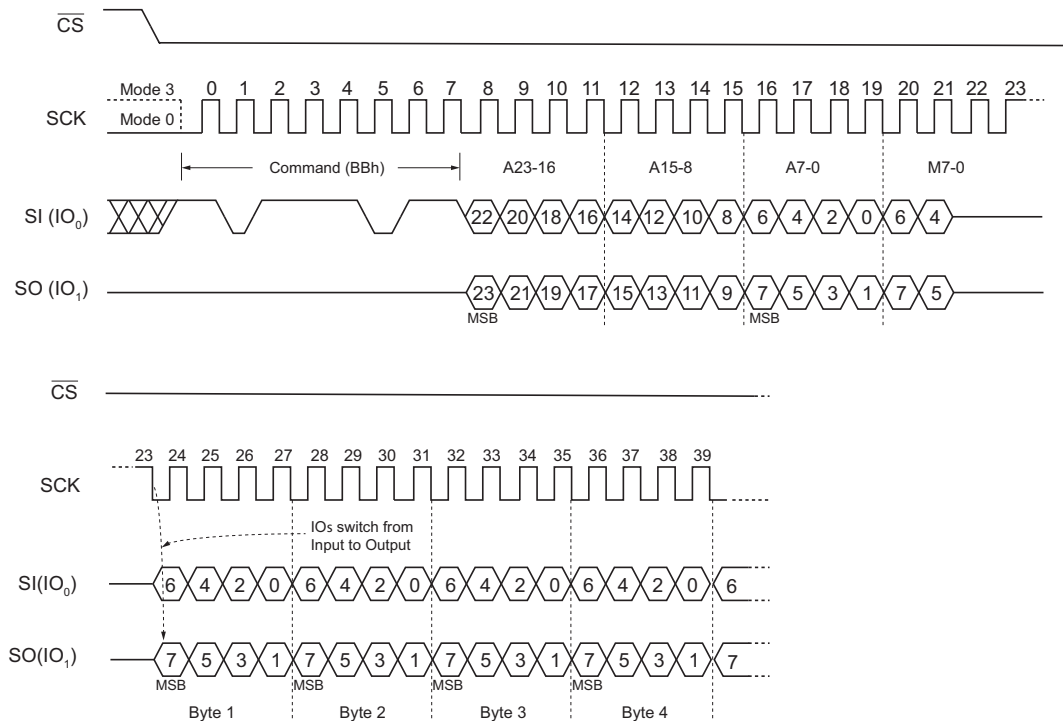 CS
Mode 3
0 1 2 3 4 5 6 7 8 9 10 11 12 13 14 15 16 17 18 19 20 21 22 23
SCK
Mode 0
Command (BBh) A23-16 A15-8 A7-0 M7-0
SI (IO0) 22 20 18 16 14 12 10 8 6 4 2 0 6 4
SO (IO1) 23 21 19 17 15 13 11 9 7 5 3 1 7 5
MSB MSB
CS
23 24 25 26 27 28 29 30 31 32 33 34 35 36 37 38 39
SCK
IOs switch from
Input to Output
SI(IO0) 6 4 2 0 6 4 2 0 6 4 2 0 6 4 2 0 6
SO(IO1) 7 5 3 1 7 5 3 1 7 5 3 1 7 5 3 1 7
MSB MSB MSB MSB
Byte 1 Byte 2 Byte 3 Byte 4